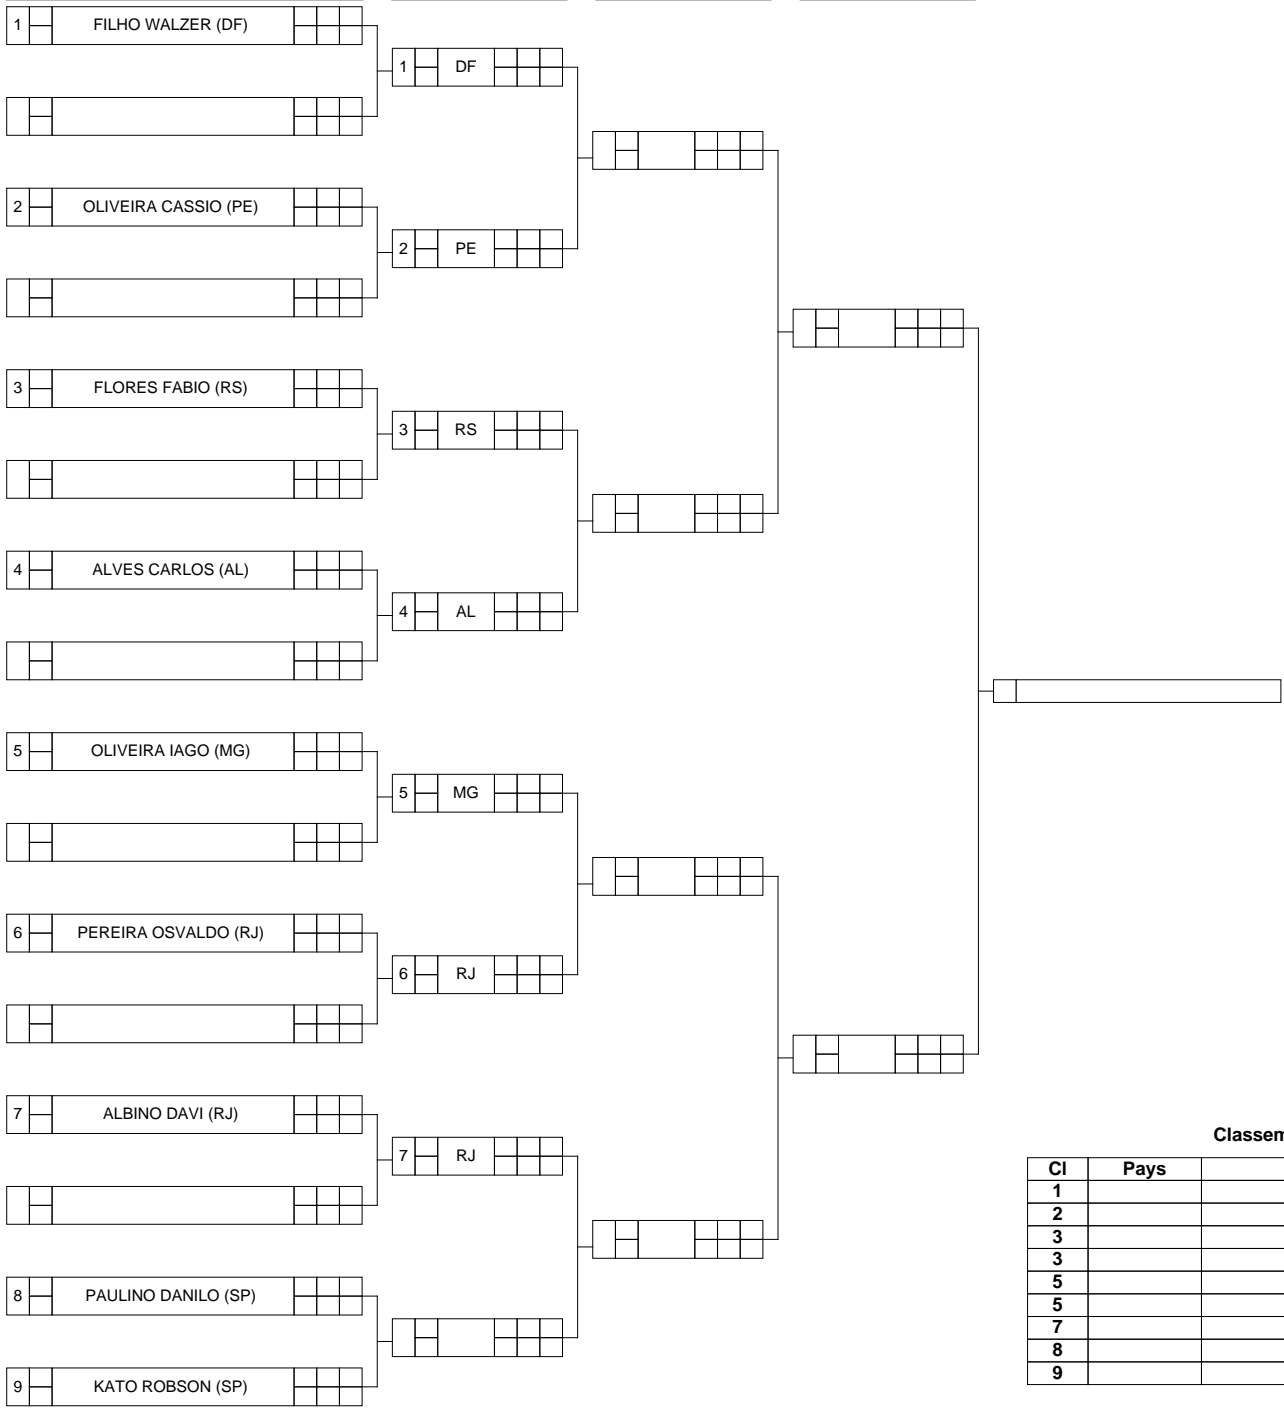 1 FILHO WALZER (DF)
1 DF
2 OLIVEIRA CASSIO (PE)
2 PE
3 FLORES FABIO (RS)
3 RS
4 ALVES CARLOS (AL)
4 AL
5 OLIVEIRA IAGO (MG)
5 MG
6 PEREIRA OSVALDO (RJ)
6 RJ
7 ALBINO DAVI (RJ)
7 RJ
8 PAULINO DANILO (SP)
9 KATO ROBSON (SP)
Classem
Cl Pays
1
2
3
3
5
5
7
8
9